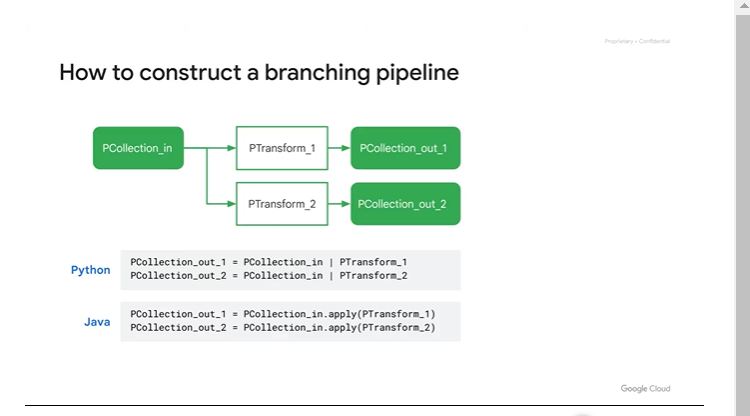 Proprietary + Confidential
How to construct a branching pipeline
PCollection_in
PTransform_1
PCollection_out_1
PTransform_2
PCollection_out_2
Python
PCollection_out_1 = PCollection_in | PTransform_1
PCollection_out_2 = PCollection_in | PTransform_2
Java
PCollection_out_1 = PCollection_in.apply(PTransform_1)
PCollection_out_2 = PCollection_in.apply(PTransform_2)
Google Cloud